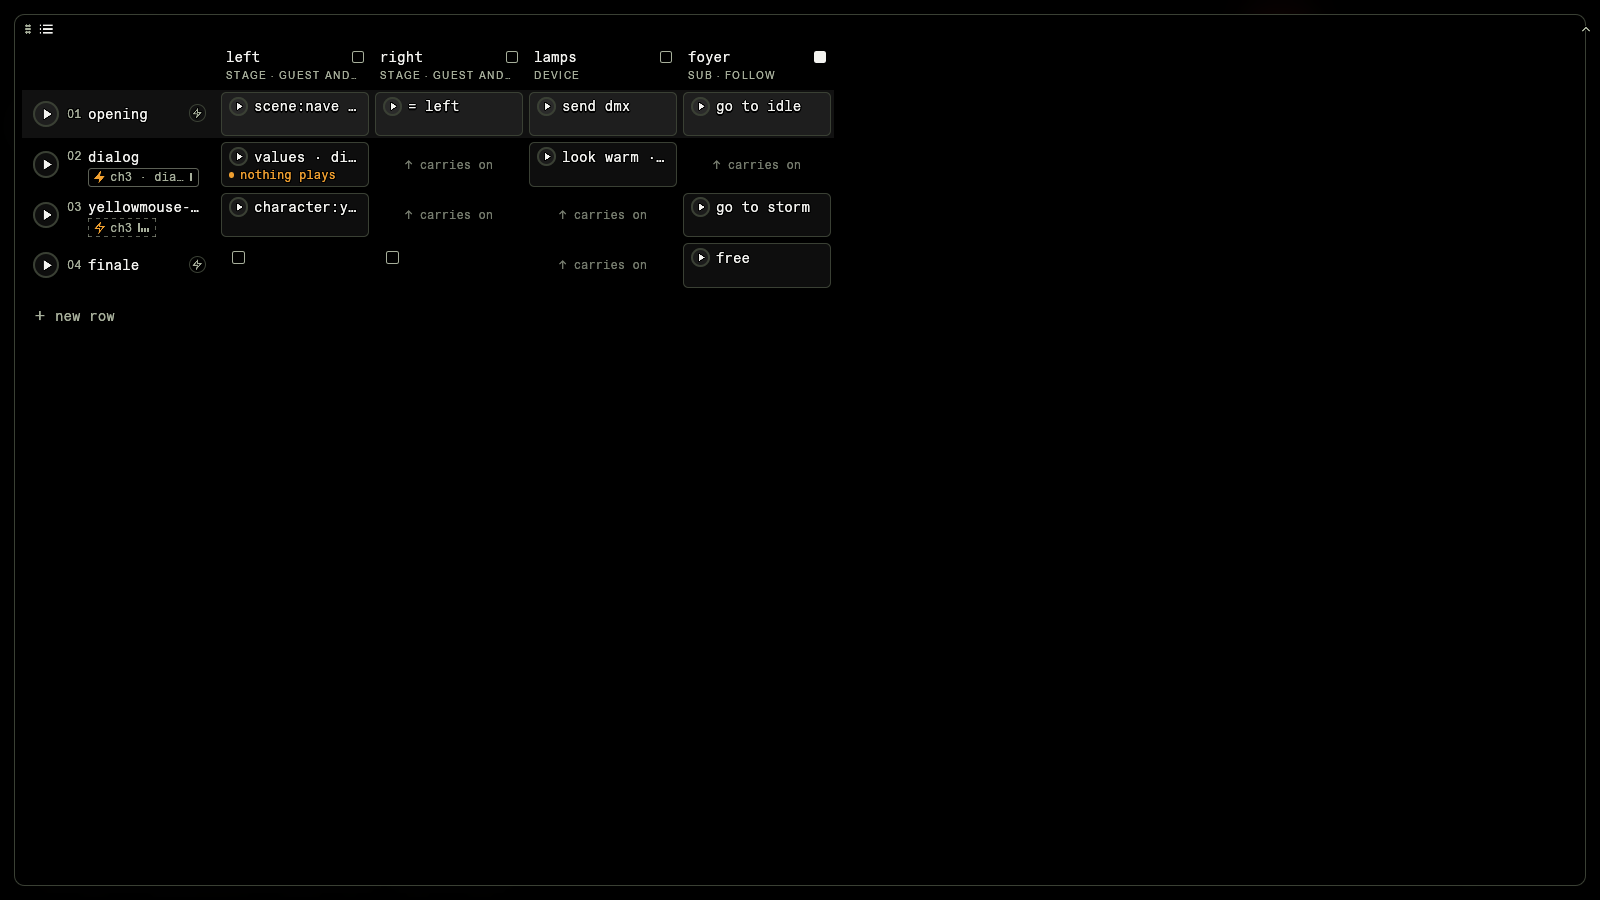 left right lamps foyer
STAGE · GUEST AND… STAGE · GUEST AND… DEVICE SUB · FOLLOW
01 opening scene:nave … = left send dmx go to idle
02 dialog values · di… ↑ carries on look warm ·… ↑ carries on
ch3 · dia… nothing plays
03 yellowmouse-… character:y… ↑ carries on ↑ carries on go to storm
ch3
04 finale ↑ carries on free
+ new row